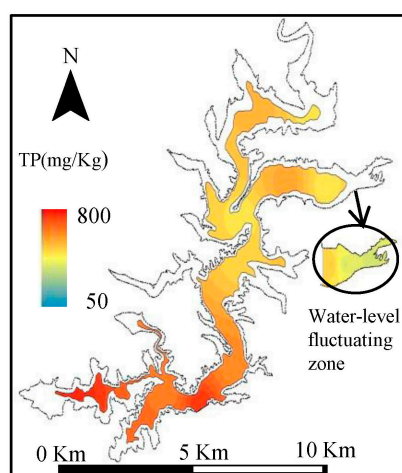 N
TP(mg/Kg)
800
50
Water-level
fluctuating
zone
0 Km 5 Km 10 Km